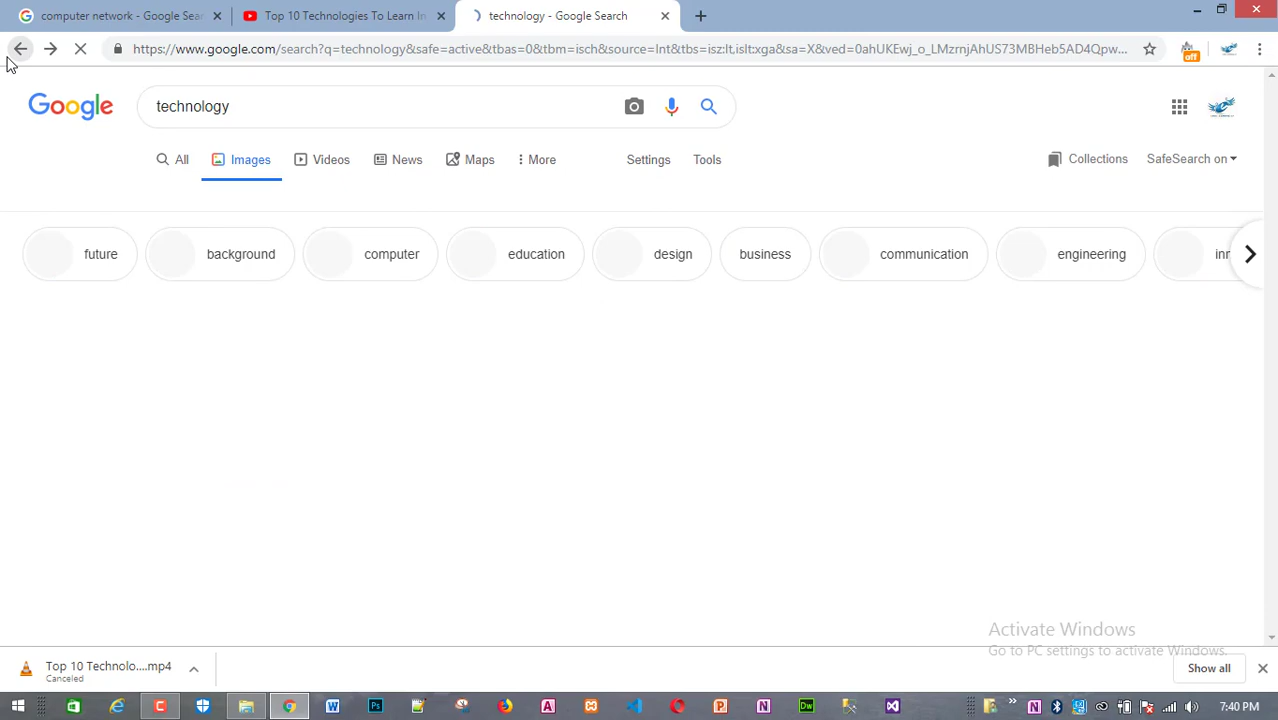 computer network - Google Sear
Top 10 Technologies To Learn In
technology - Google Search
https://www.google.com/search?q=technology&safe=active&tbas=0&tbm=isch&source=lnt&tbs=isz:lt,islt:xga&sa=X&ved=0ahUKEwj_o_LMzrnjAhUS73MBHeb5AD4Qpw...
off
Google
technology
All
Images
Videos
News
Maps
More
Settings
Tools
Collections
SafeSearch on
future
background
computer
education
design
business
communication
engineering
inn
Activate Windows
Go to PC settings to activate Windows.
Top 10 Technolo....mp4
Canceled
Show all
7:40 PM